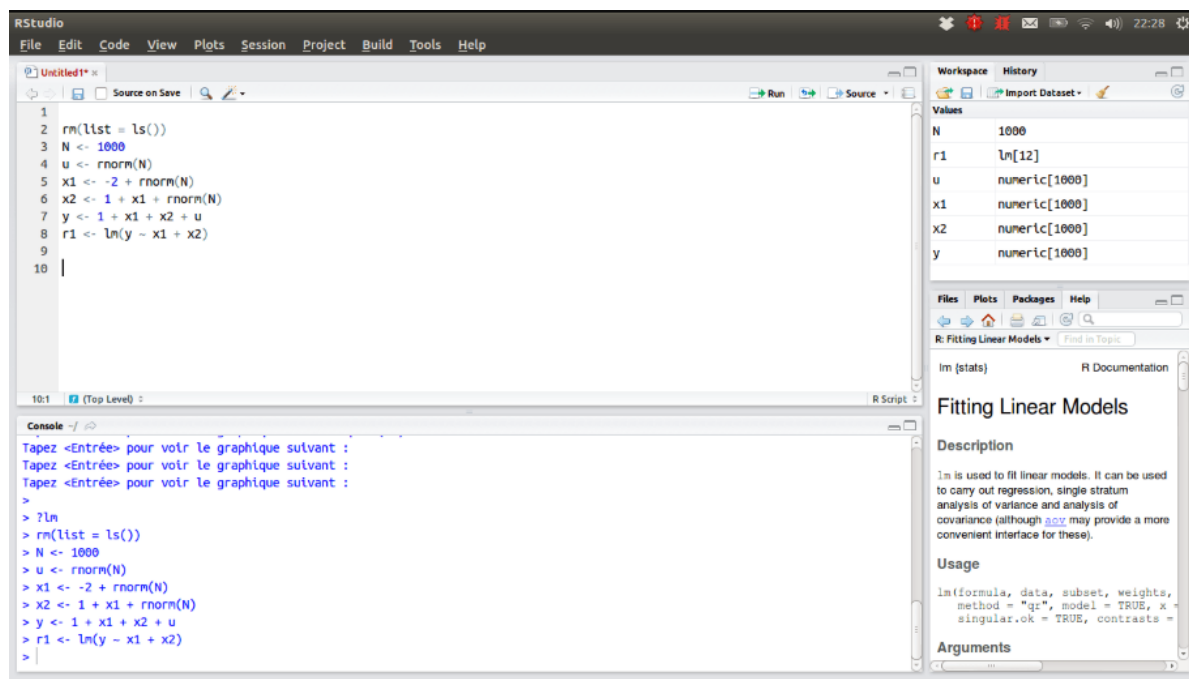 RStudio
22:28
File Edit Code View Plots Session Project Build Tools Help
Untitled1*
Source on Save
Run Source
1
2 rm(list = ls())
3 N <- 1000
4 u <- rnorm(N)
5 x1 <- -2 + rnorm(N)
6 x2 <- 1 + x1 + rnorm(N)
7 y <- 1 + x1 + x2 + u
8 r1 <- lm(y ~ x1 + x2)
9
10
10:1 (Top Level) R Script
Console ~/
Tapez <Entrée> pour voir le graphique suivant :
Tapez <Entrée> pour voir le graphique suivant :
Tapez <Entrée> pour voir le graphique suivant :
>
> ?lm
> rm(list = ls())
> N <- 1000
> u <- rnorm(N)
> x1 <- -2 + rnorm(N)
> x2 <- 1 + x1 + rnorm(N)
> y <- 1 + x1 + x2 + u
> r1 <- lm(y ~ x1 + x2)
>
Workspace History
Import Dataset
Values
N 1000
r1 lm[12]
u numeric[1000]
x1 numeric[1000]
x2 numeric[1000]
y numeric[1000]
Files Plots Packages Help
R: Fitting Linear Models Find in Topic
lm {stats} R Documentation
Fitting Linear Models
Description
lm is used to fit linear models. It can be used
to carry out regression, single stratum
analysis of variance and analysis of
covariance (although aov may provide a more
convenient interface for these).
Usage
lm(formula, data, subset, weights,
method = "qr", model = TRUE, x =
singular.ok = TRUE, contrasts =
Arguments